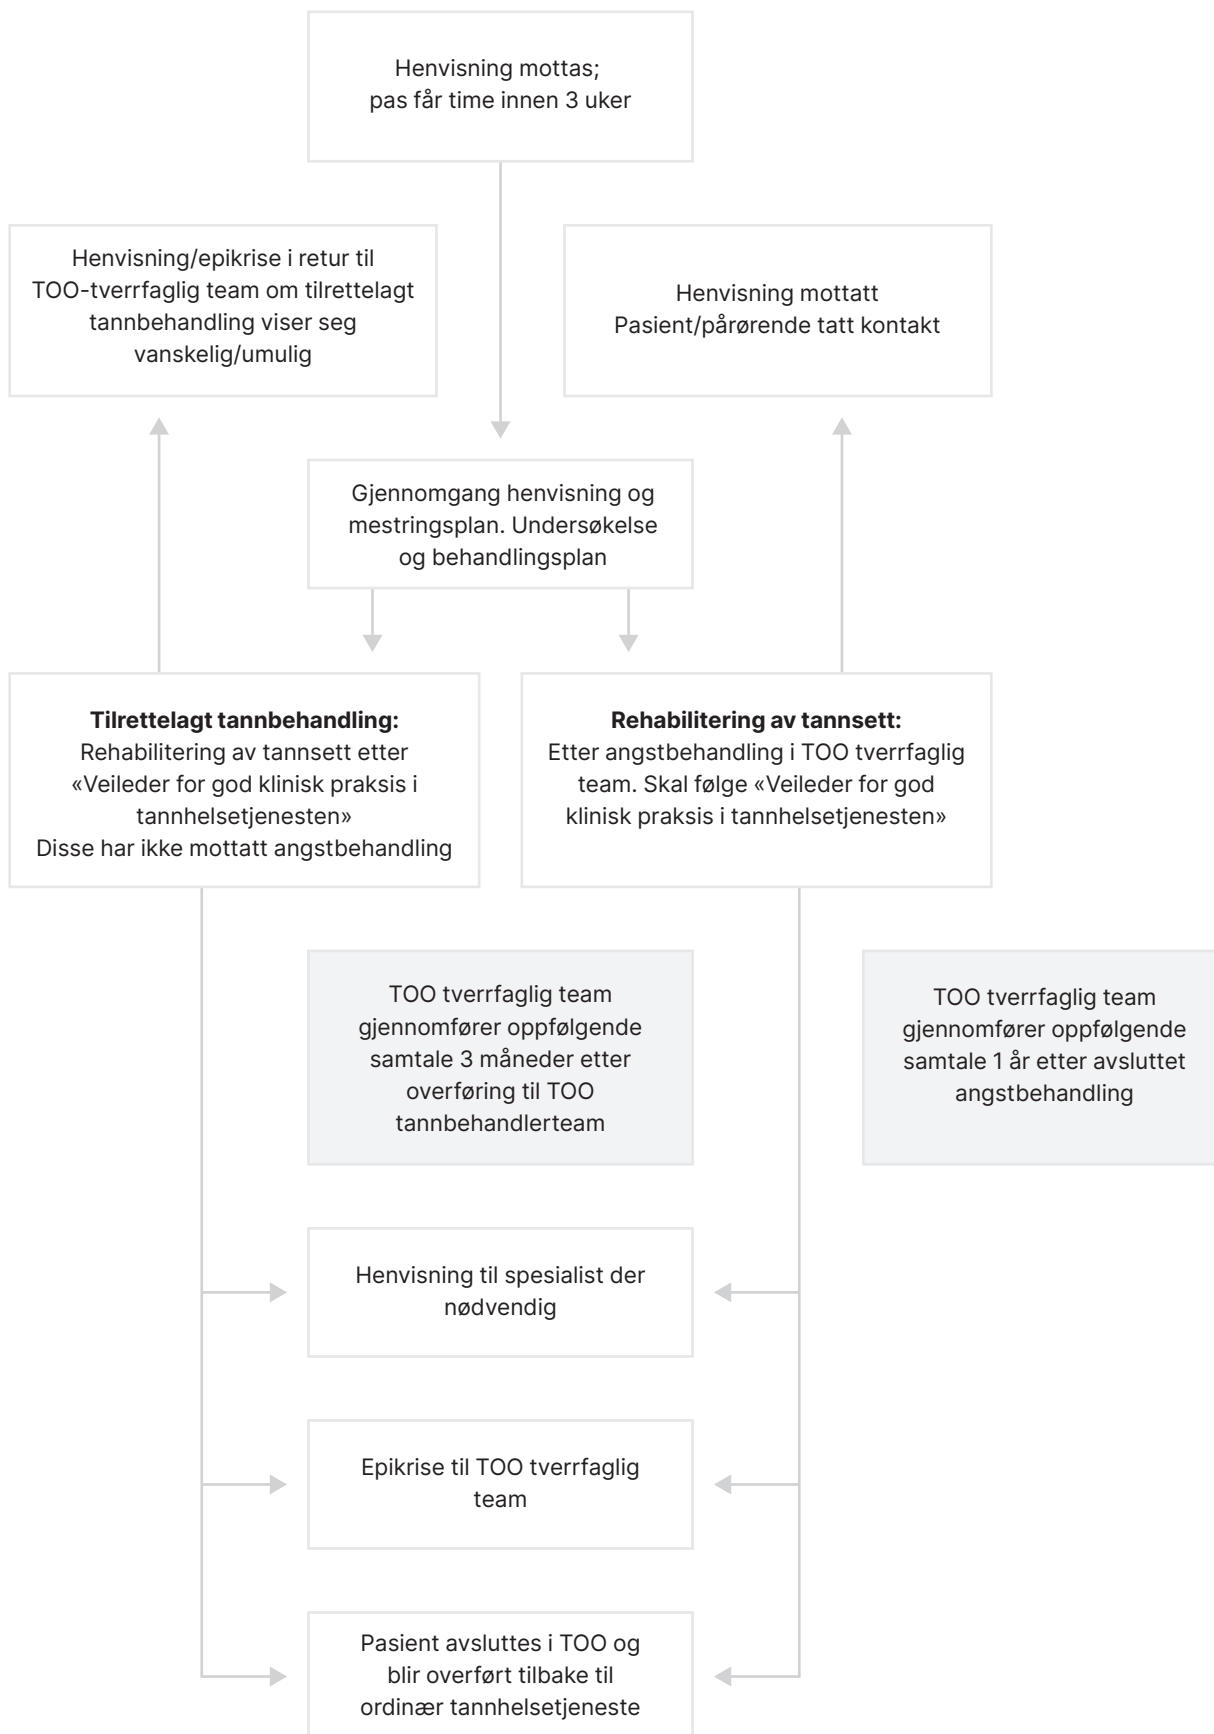 Henvisning mottas;
pas får time innen 3 uker
Henvisning/epikrise i retur til
TOO-tverrfaglig team om tilrettelagt
tannbehandling viser seg
vanskelig/umulig
Henvisning mottatt
Pasient/pårørende tatt kontakt
Gjennomgang henvisning og
mestringsplan. Undersøkelse
og behandlingsplan
Tilrettelagt tannbehandling:
Rehabilitering av tannsett etter
«Veileder for god klinisk praksis i
tannhelsetjenesten»
Disse har ikke mottatt angstbehandling
Rehabilitering av tannsett:
Etter angstbehandling i TOO tverrfaglig
team. Skal følge «Veileder for god
klinisk praksis i tannhelsetjenesten»
TOO tverrfaglig team
gjennomfører oppfølgende
samtale 3 måneder etter
overføring til TOO
tannbehandlerteam
TOO tverrfaglig team
gjennomfører oppfølgende
samtale 1 år etter avsluttet
angstbehandling
Henvisning til spesialist der
nødvendig
Epikrise til TOO tverrfaglig
team
Pasient avsluttes i TOO og
blir overført tilbake til
ordinær tannhelsetjeneste